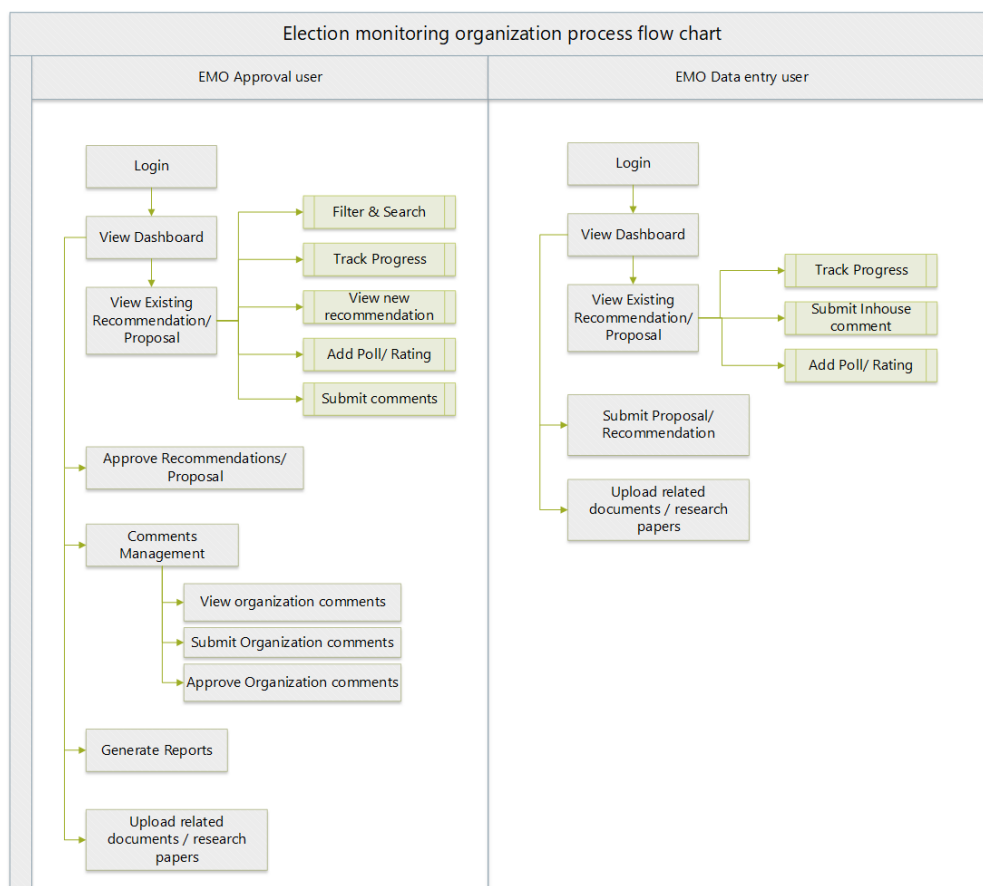 Election monitoring organization process flow chart
EMO Approval user
EMO Data entry user
Login
View Dashboard
View Existing
Recommendation/
Proposal
Filter & Search
Track Progress
View new
recommendation
Add Poll/ Rating
Submit comments
Approve Recommendations/
Proposal
Comments
Management
View organization comments
Submit Organization comments
Approve Organization comments
Generate Reports
Upload related
documents / research
papers
Login
View Dashboard
View Existing
Recommendation/
Proposal
Track Progress
Submit Inhouse
comment
Add Poll/ Rating
Submit Proposal/
Recommendation
Upload related
documents / research
papers